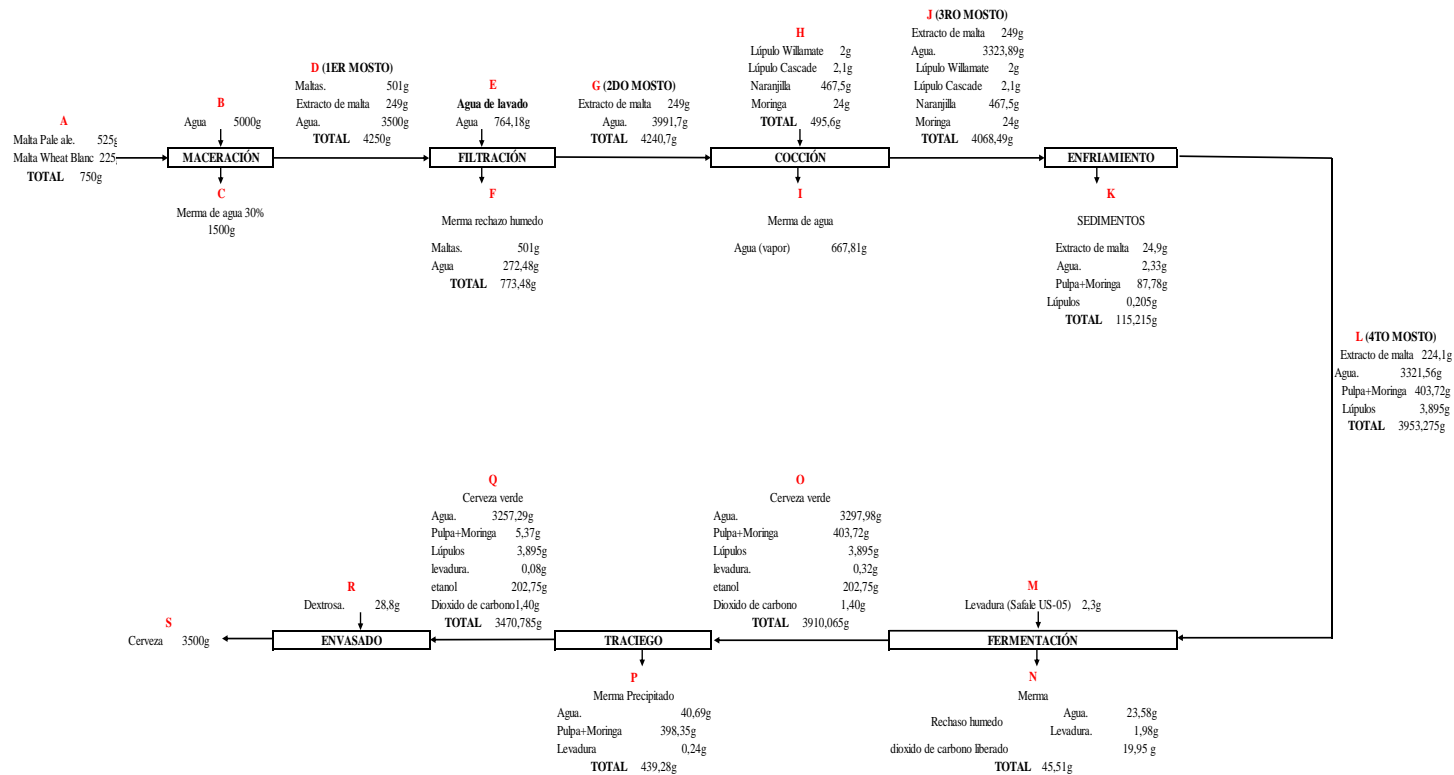 A
Malta Pale ale. 525g
Malta Wheat Blanc 225
TOTAL 750g
B
Agua 5000g
MACERACIÓN
C
Merma de agua 30%
1500g
D (1ER MOSTO)
Maltas. 501g
Extracto de malta 249g
Agua. 3500g
TOTAL 4250g
E
Agua de lavado
Agua 764,18g
FILTRACIÓN
F
Merma rechazo humedo
Maltas. 501g
Agua 272,48g
TOTAL 773,48g
G (2DO MOSTO)
Extracto de malta 249g
Agua. 3991,7g
TOTAL 4240,7g
H
Lúpulo Willamate 2g
Lúpulo Cascade 2,1g
Naranjilla 467,5g
Moringa 24g
TOTAL 495,6g
COCCIÓN
I
Merma de agua
Agua (vapor) 667,81g
J (3RO MOSTO)
Extracto de malta 249g
Agua. 3323,89g
Lúpulo Willamate 2g
Lúpulo Cascade 2,1g
Naranjilla 467,5g
Moringa 24g
TOTAL 4068,49g
ENFRIAMIENTO
K
SEDIMENTOS
Extracto de malta 24,9g
Agua. 2,33g
Pulpa+Moringa 87,78g
Lúpulos 0,205g
TOTAL 115,215g
L (4TO MOSTO)
Extracto de malta 224,1g
Agua. 3321,56g
Pulpa+Moringa 403,72g
Lúpulos 3,895g
TOTAL 3953,275g
M
Levadura (Safale US-05) 2,3g
FERMENTACIÓN
N
Merma
Rechaso humedo
Agua. 23,58g
Levadura. 1,98g
dioxido de carbono liberado 19,95 g
TOTAL 45,51g
O
Cerveza verde
Agua. 3297,98g
Pulpa+Moringa 403,72g
Lúpulos 3,895g
levadura. 0,32g
etanol 202,75g
Dioxido de carbono 1,40g
TOTAL 3910,065g
TRACIEGO
P
Merma Precipitado
Agua. 40,69g
Pulpa+Moringa 398,35g
Levadura 0,24g
TOTAL 439,28g
Q
Cerveza verde
Agua. 3257,29g
Pulpa+Moringa 5,37g
Lúpulos 3,895g
levadura. 0,08g
etanol 202,75g
Dioxido de carbono1,40g
TOTAL 3470,785g
R
Dextrosa. 28,8g
ENVASADO
S
Cerveza 3500g